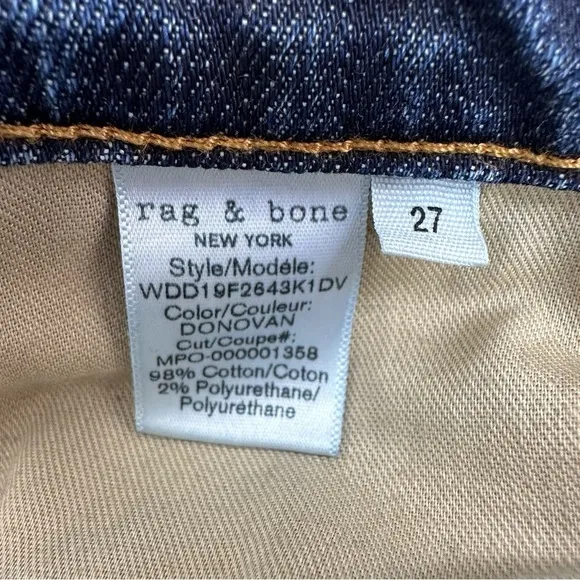 rag & bone
NEW YORK
Style/Modéle:
WDD19F2643K1DV
Color/Couleur:
DONOVAN
Cut/Coupe#:
MPO-000001358
98% Cotton/Coton
2% Polyurethane/
Polyuréthane
27